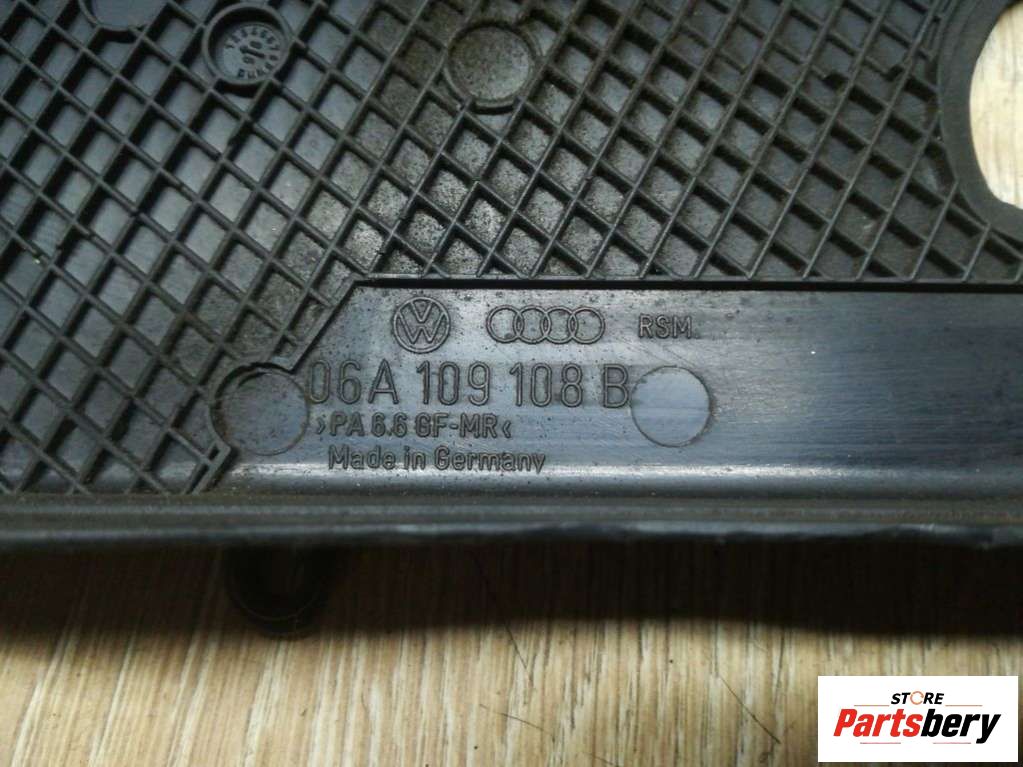 RSM.
06A 109 108 B
>PA 6.6 GF-MR<
Made in Germany
STORE
Partsbery